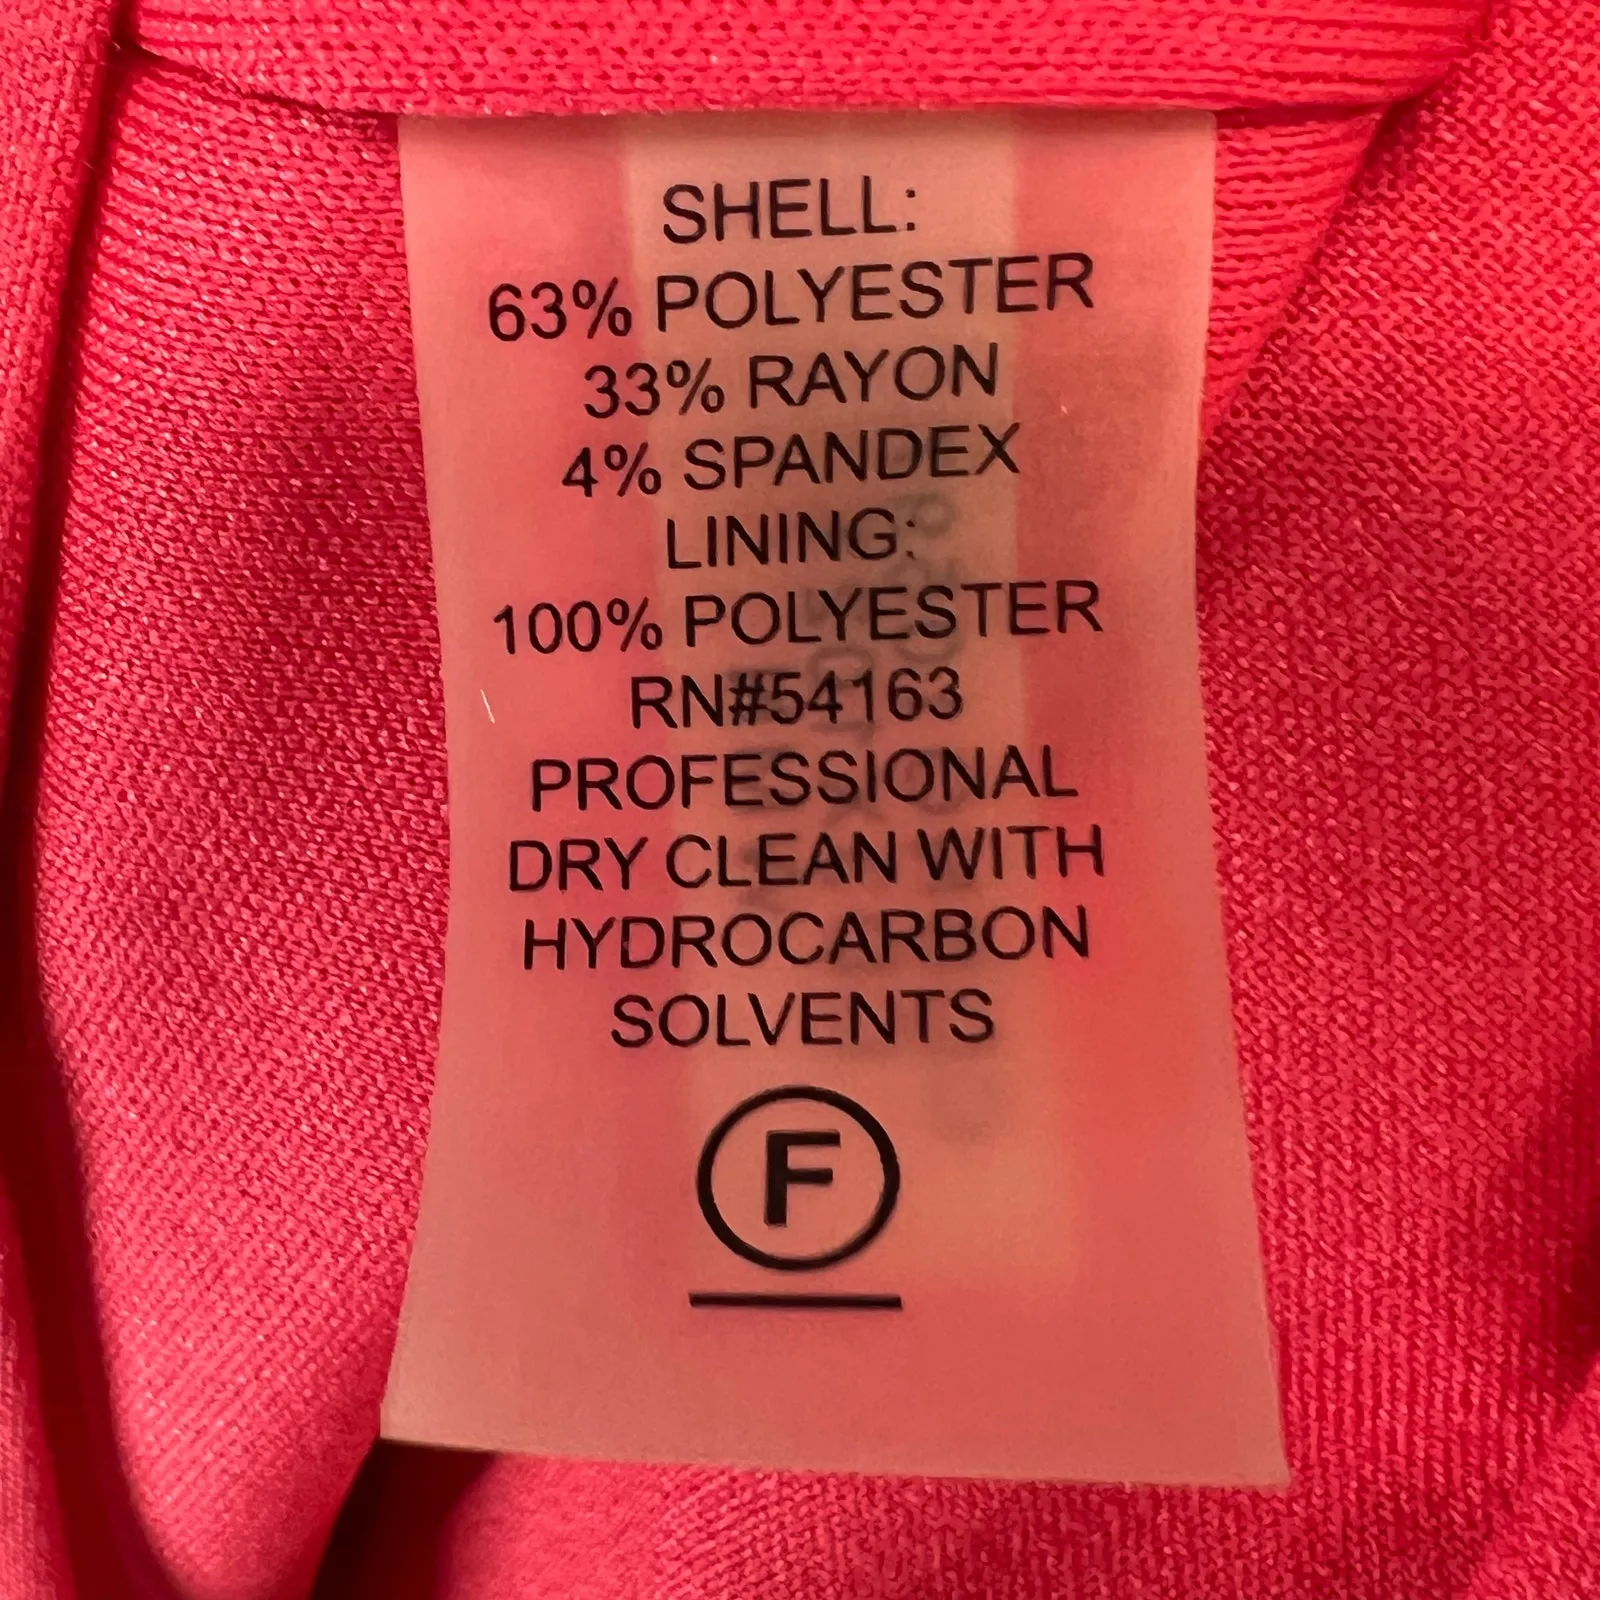 SHELL:
63% POLYESTER
33% RAYON
4% SPANDEX
LINING:
100% POLYESTER
RN#54163
PROFESSIONAL
DRY CLEAN WITH
HYDROCARBON
SOLVENTS
F